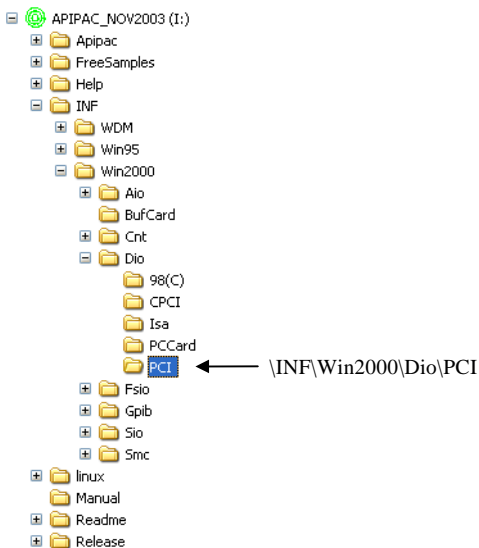 APIPAC_NOV2003 (I:)
Apipac
FreeSamples
Help
INF
WDM
Win95
Win2000
Aio
BufCard
Cnt
Dio
98(C)
CPCI
Isa
PCCard
PCI \INF\Win2000\Dio\PCI
Fsio
Gpib
Sio
Smc
linux
Manual
Readme
Release